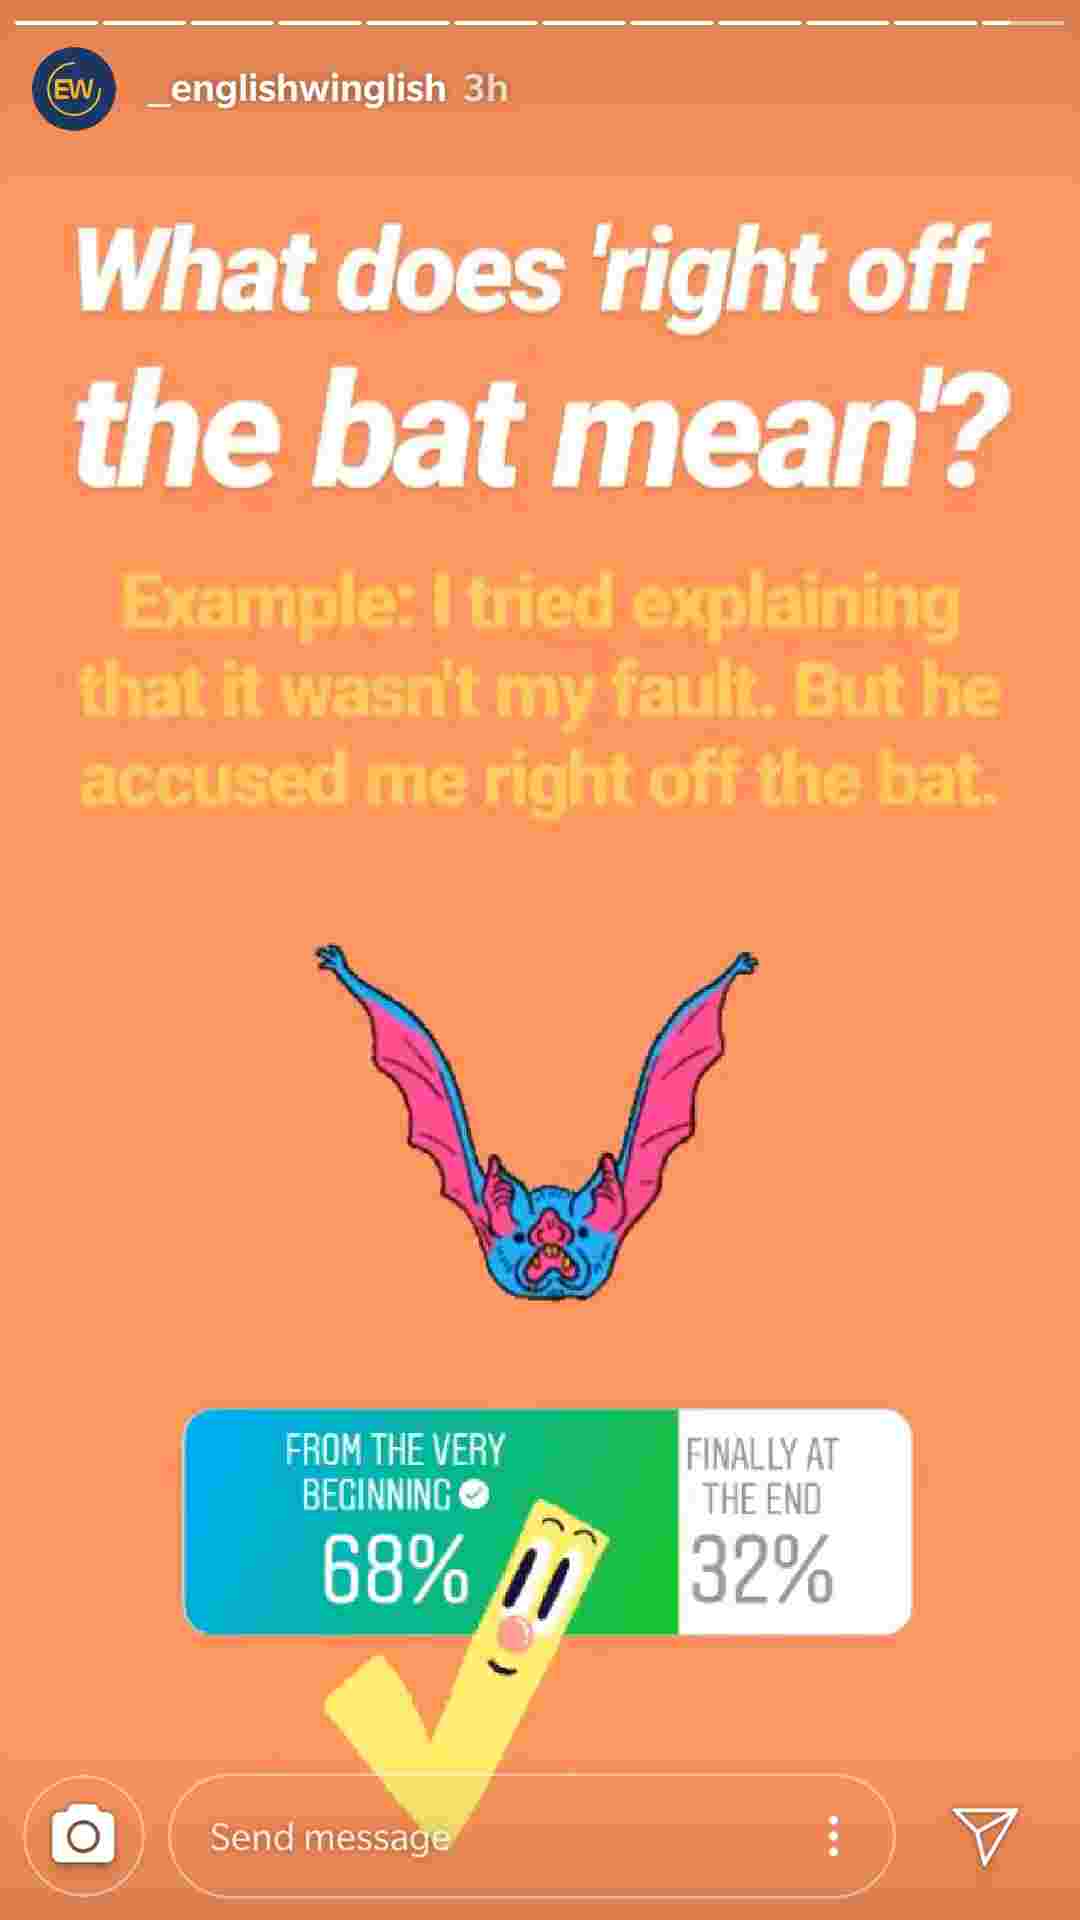 EW
_englishwinglish 3h
What does 'right off
the bat mean'?
Example: I tried explaining
that it wasn't my fault. But he
accused me right off the bat.
FROM THE VERY
BEGINNING
68%
FINALLY AT
THE END
32%
Send message